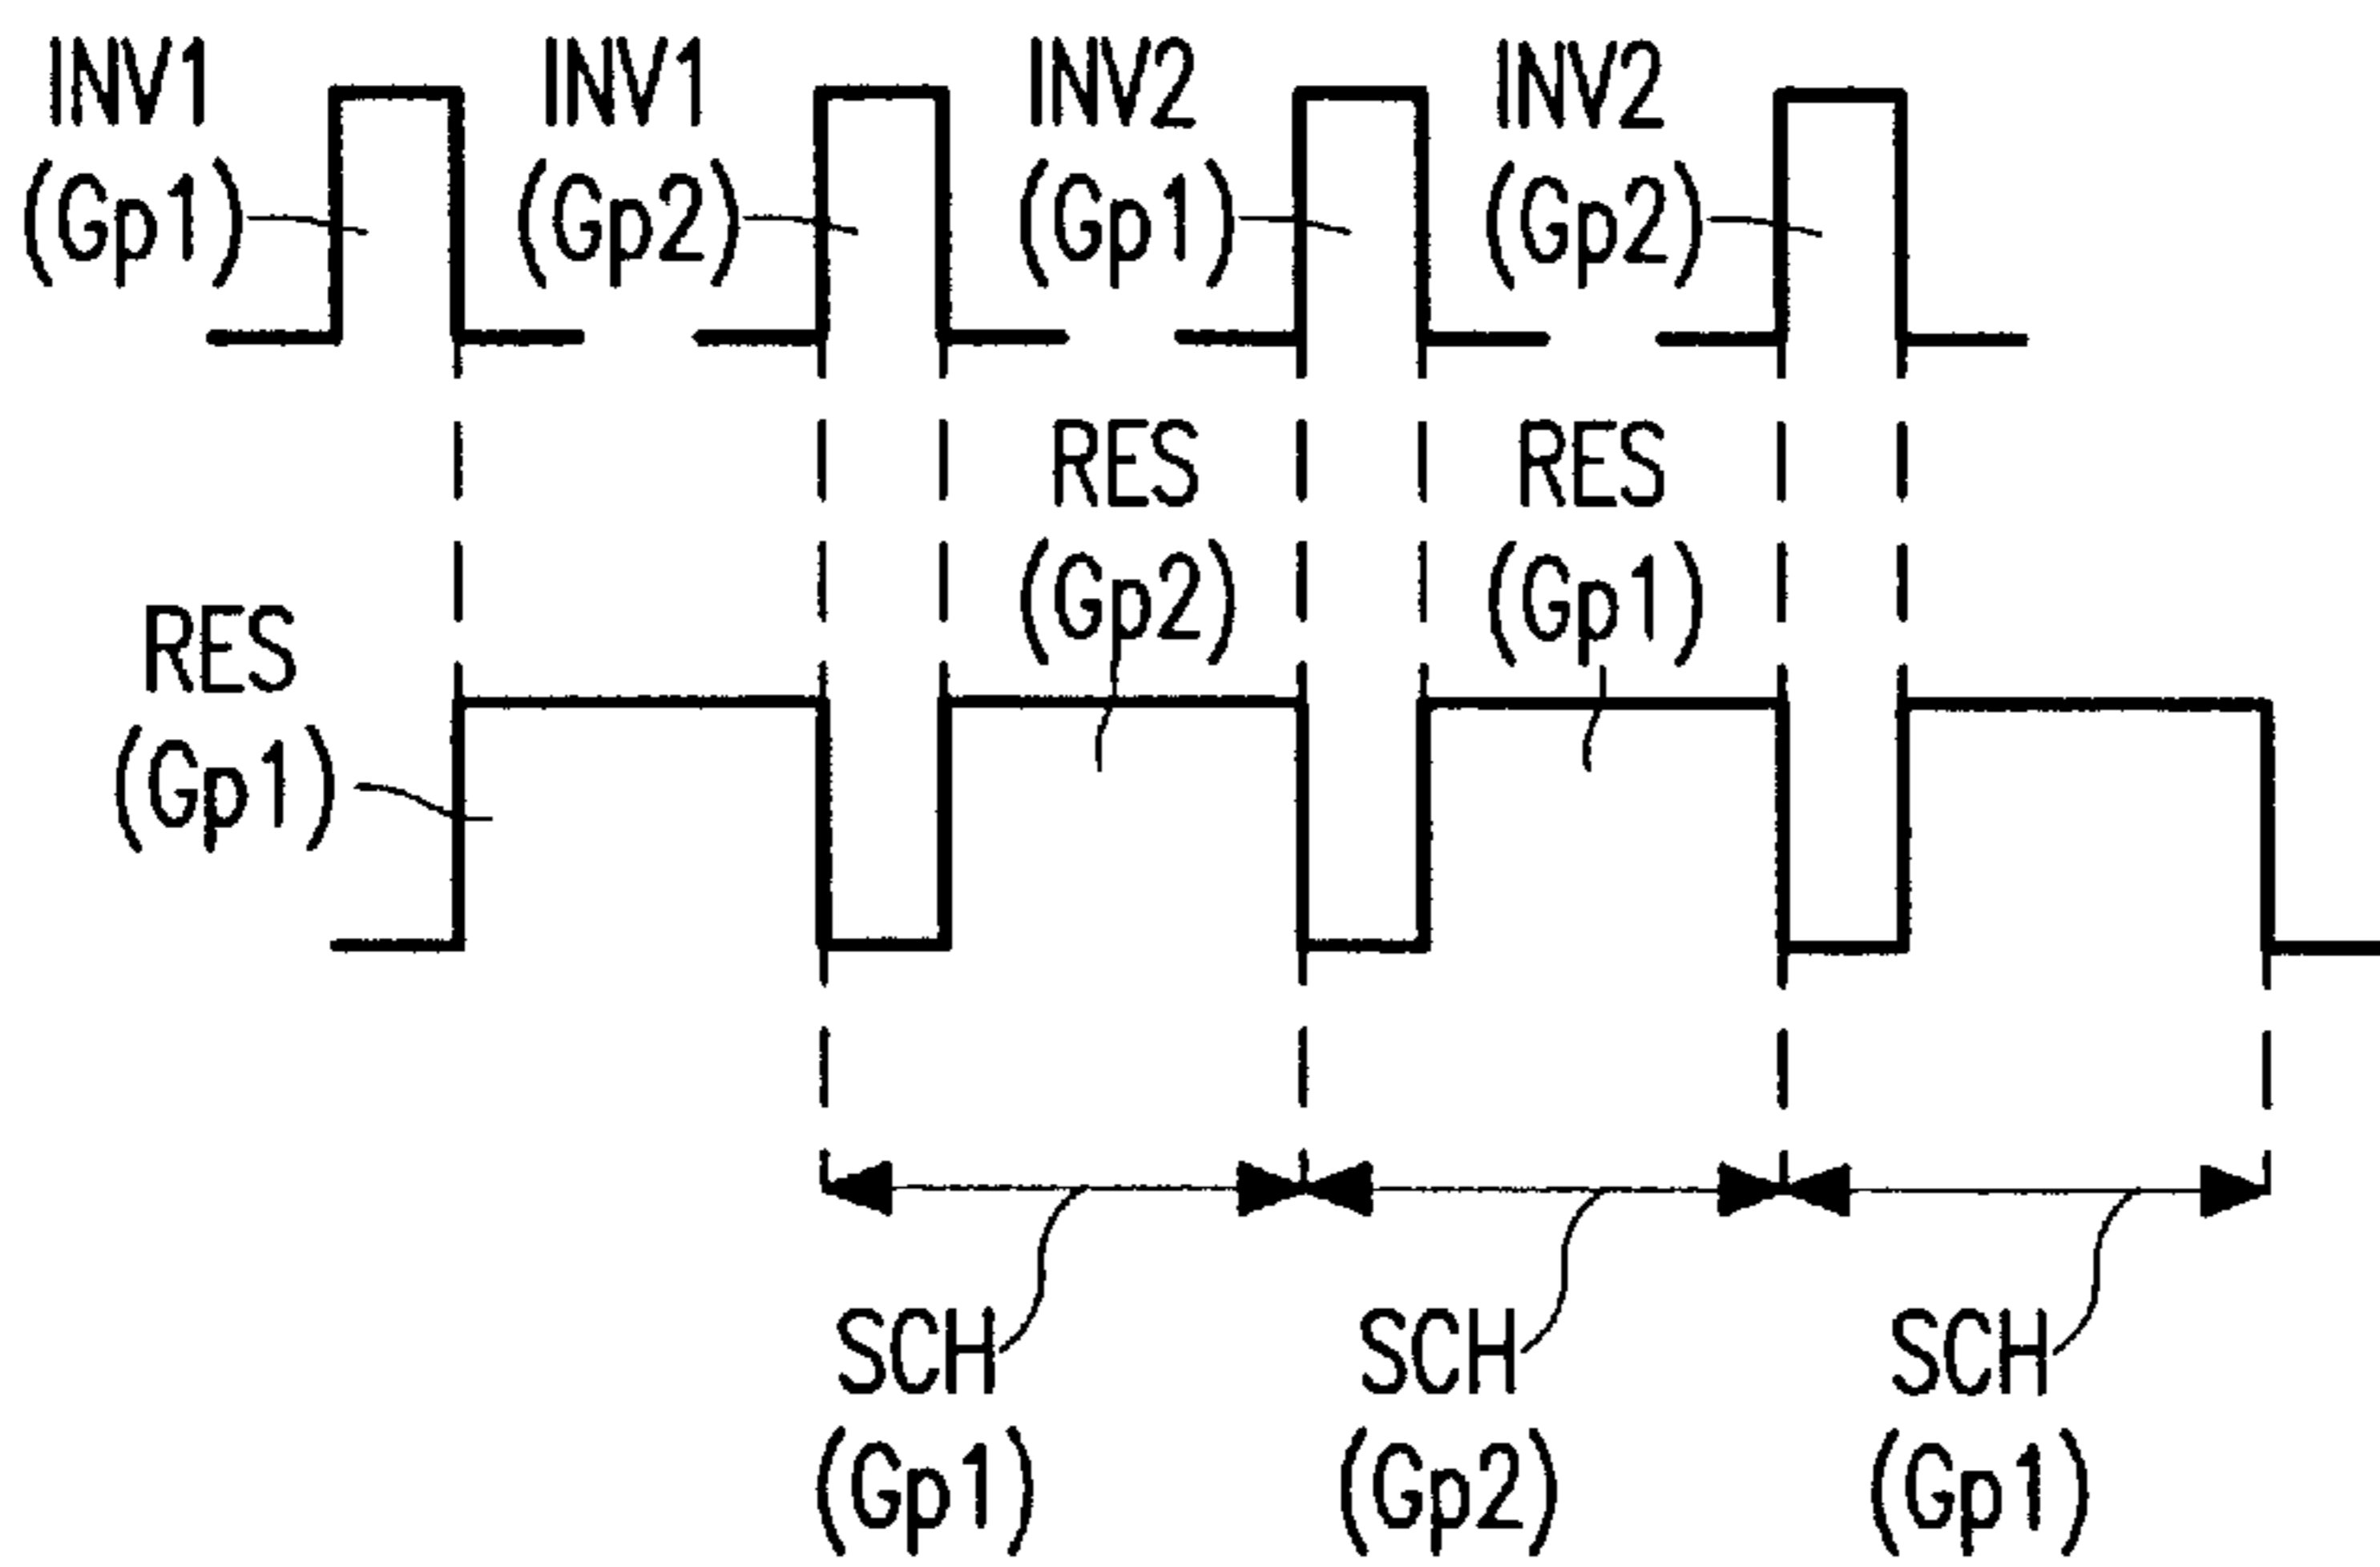 INV1
(Gp1)
INV1
(Gp2)
INV2
(Gp1)
INV2
(Gp2)
RES
(Gp1)
RES
(Gp2)
RES
(Gp1)
SCH
(Gp1)
SCH
(Gp2)
SCH
(Gp1)